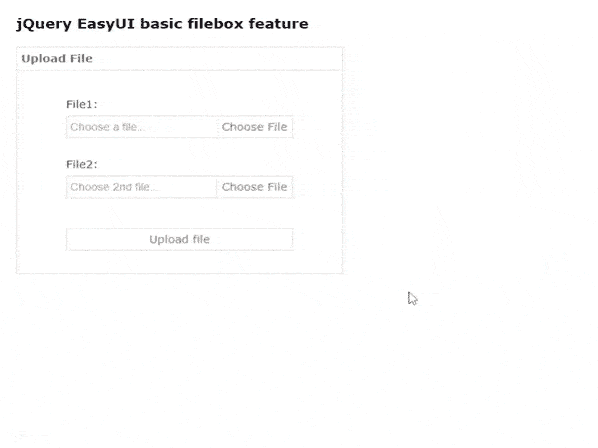 jQuery EasyUI basic filebox feature
Upload File
File1:
Choose a file... Choose File
File2:
Choose 2nd file... Choose File
Upload file